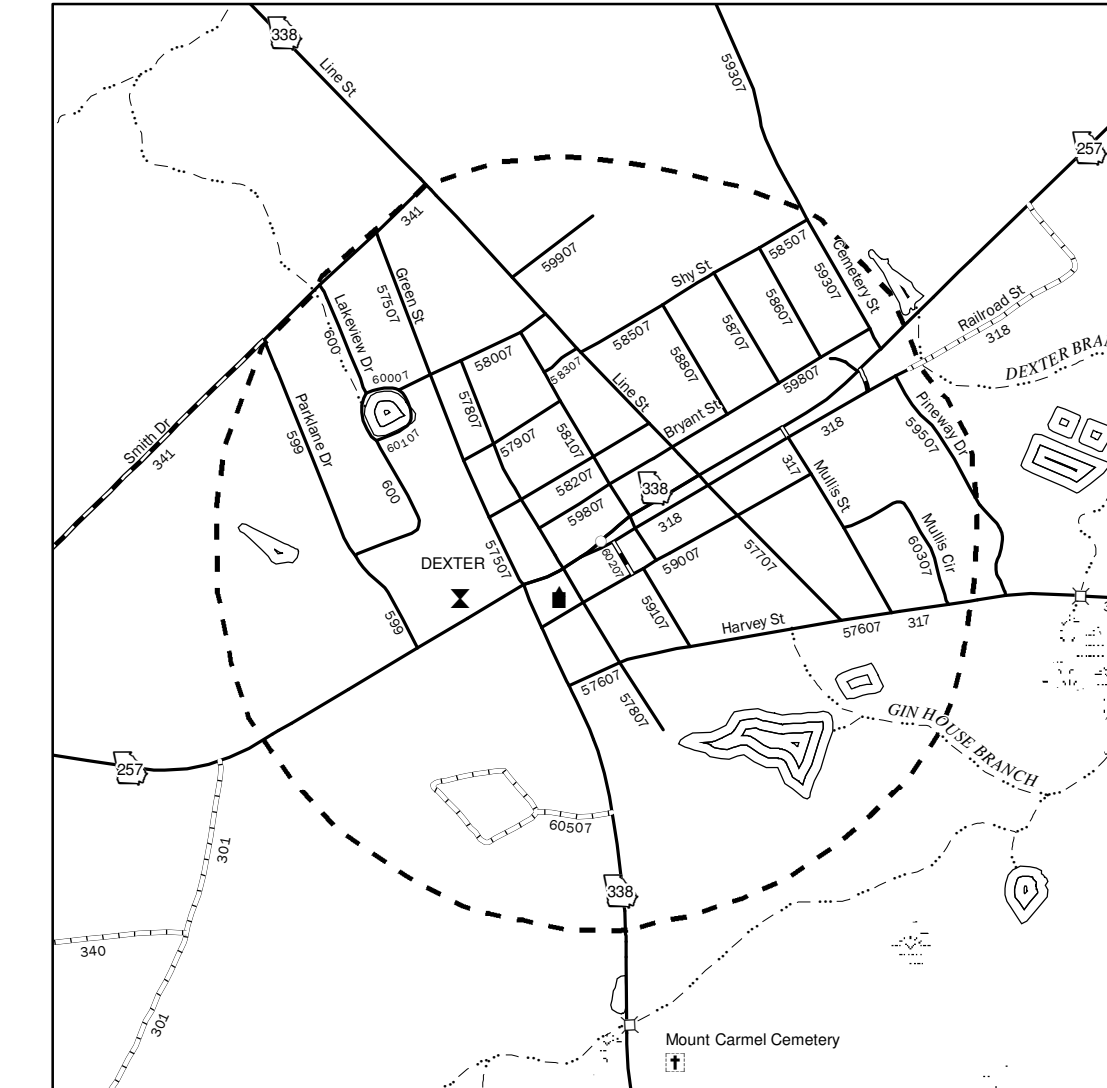 338
Line St
59307
257
341
59907
Shy St
58507
Cemetery St
59307
Green St
57507
Lakeview Dr
600
58507
58607
58707
58807
Railroad St
318
DEXTER BRA
58007
58307
60007
59807
Line St
Bryant St
57807
Parklane Dr
599
Smith Dr
341
57907
58107
60107
318
Pineway Dr
59507
58207
338
317
Mullis St
600
59807
318
Mullis Cir
60307
DEXTER
57507
60207
59007
57707
59107
599
Harvey St
57607
317
57607
57807
GIN HOUSE BRANCH
257
60507
301
338
340
301
Mount Carmel Cemetery